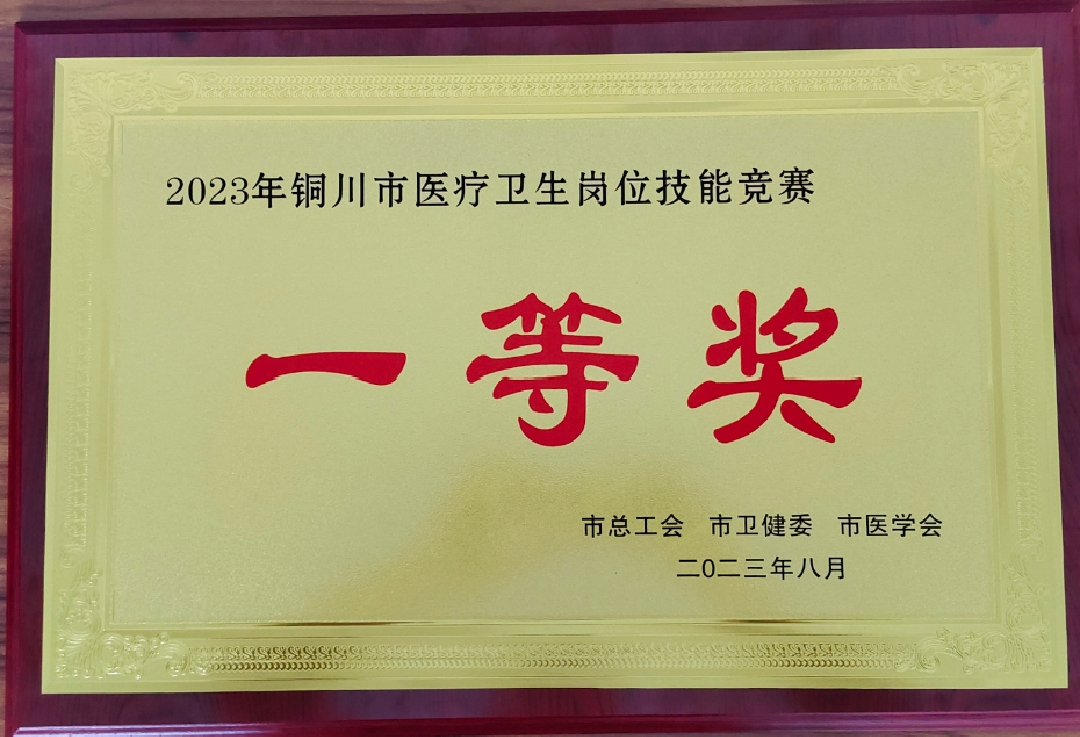 2023年铜川市医疗卫生岗位技能竞赛
一等奖
市总工会 市卫健委 市医学会
二0二三年八月